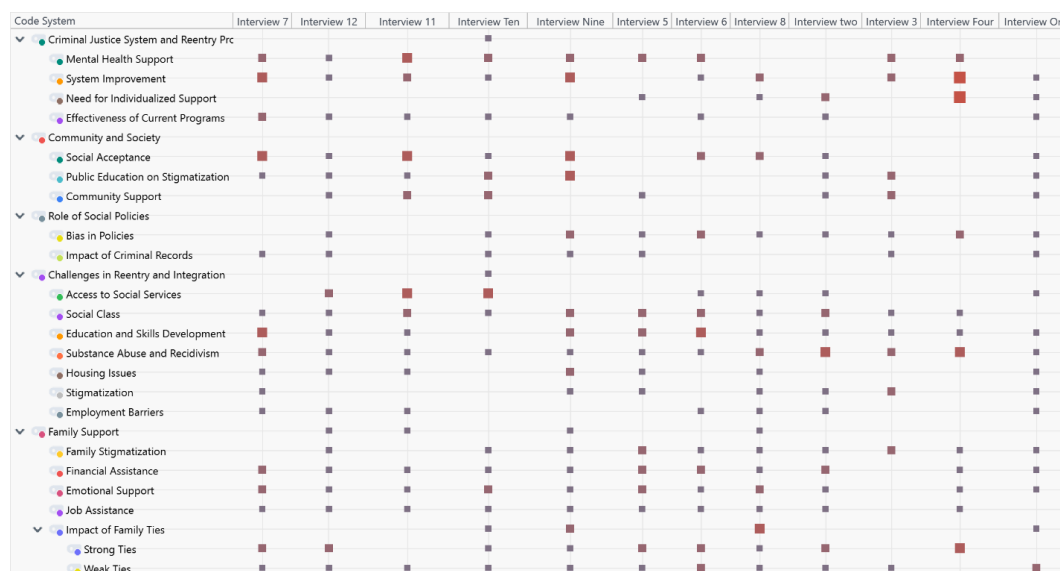 Code System Interview 7 Interview 12 Interview 11 Interview Ten Interview Nine Interview 5 Interview 6 Interview 8 Interview two Interview 3 Interview Four Interview
Criminal Justice System and Reentry
Mental Health Support
System Improvement
Need for Individualized Support
Effectiveness of Current Programs
Community and Society
Social Acceptance
Public Education on Stigmatization
Community Support
Role of Social Policies
Bias in Policies
Impact of Criminal Records
Challenges in Reentry and Integration
Access to Social Services
Social Class
Education and Skills Development
Substance Abuse and Recidivism
Housing Issues
Stigmatization
Employment Barriers
Family Support
Family Stigmatization
Financial Assistance
Emotional Support
Job Assistance
Impact of Family Ties
Strong Ties
Weak Ties